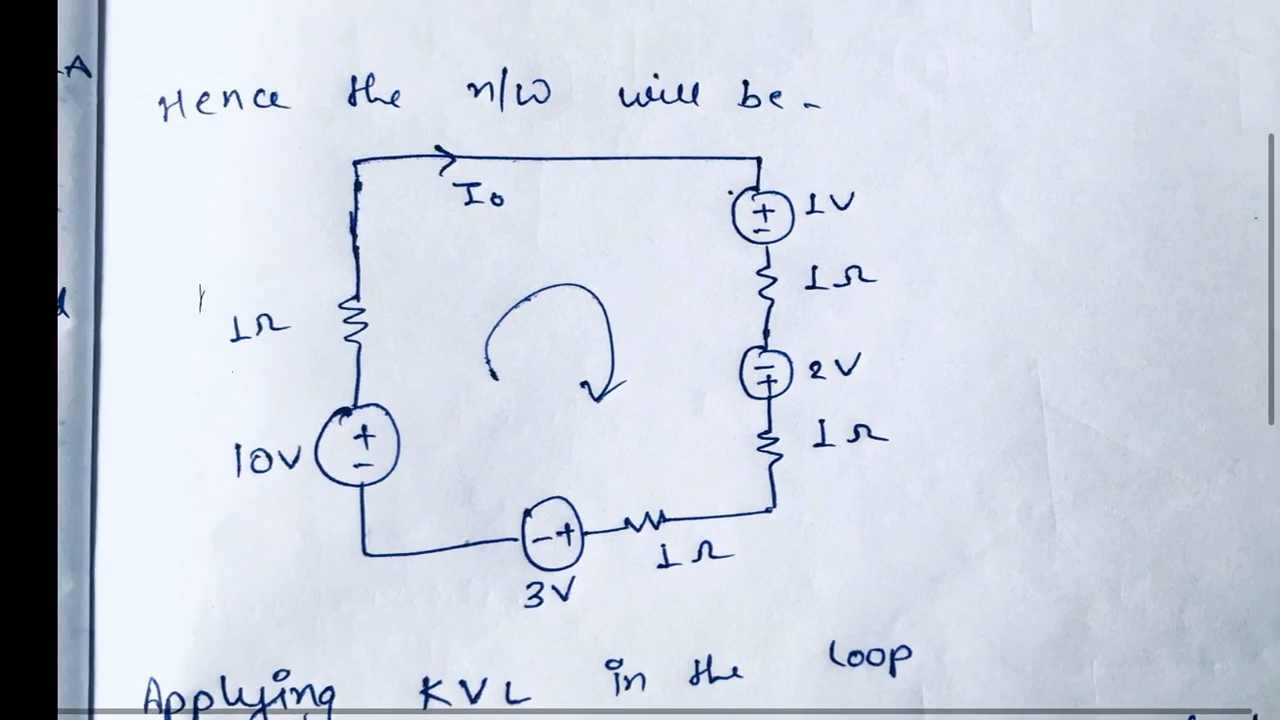 A
Hence the n/w will be -
I0
+
-
1V
1Ω
1Ω
-
+
2V
1Ω
10V
+
-
- +
1Ω
3V
Applying KVL in the loop